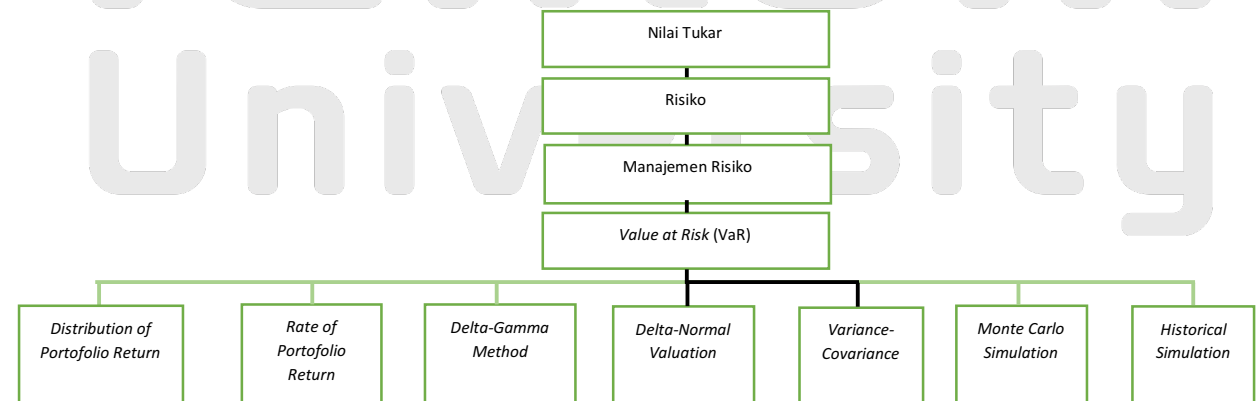 University
Nilai Tukar
Risiko
Manajemen Risiko
Value at Risk (VaR)
Distribution of
Portofolio Return
Rate of
Portofolio
Return
Delta-Gamma
Method
Delta-Normal
Valuation
Variance-
Covariance
Monte Carlo
Simulation
Historical
Simulation